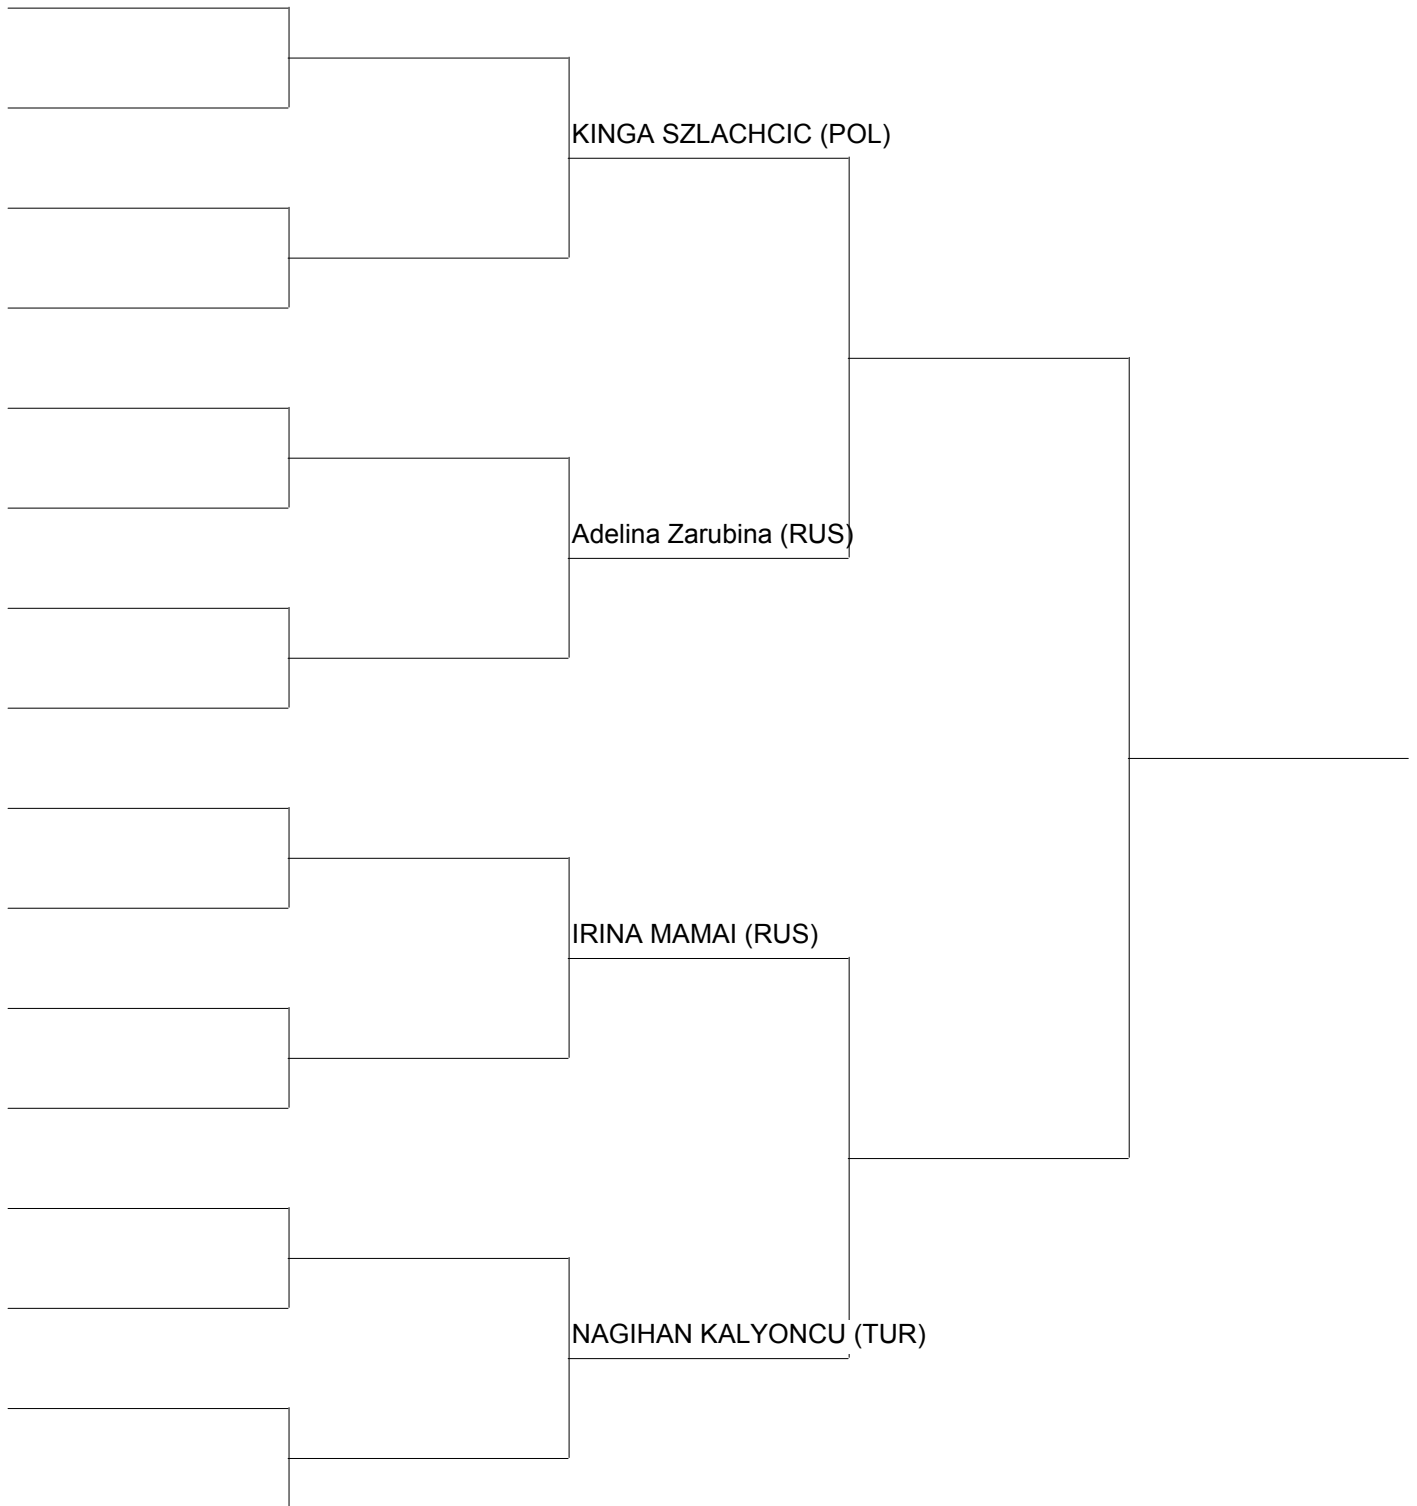 KINGA SZLACHCIC (POL)
Adelina Zarubina (RUS)
IRINA MAMAI (RUS)
NAGIHAN KALYONCU (TUR)